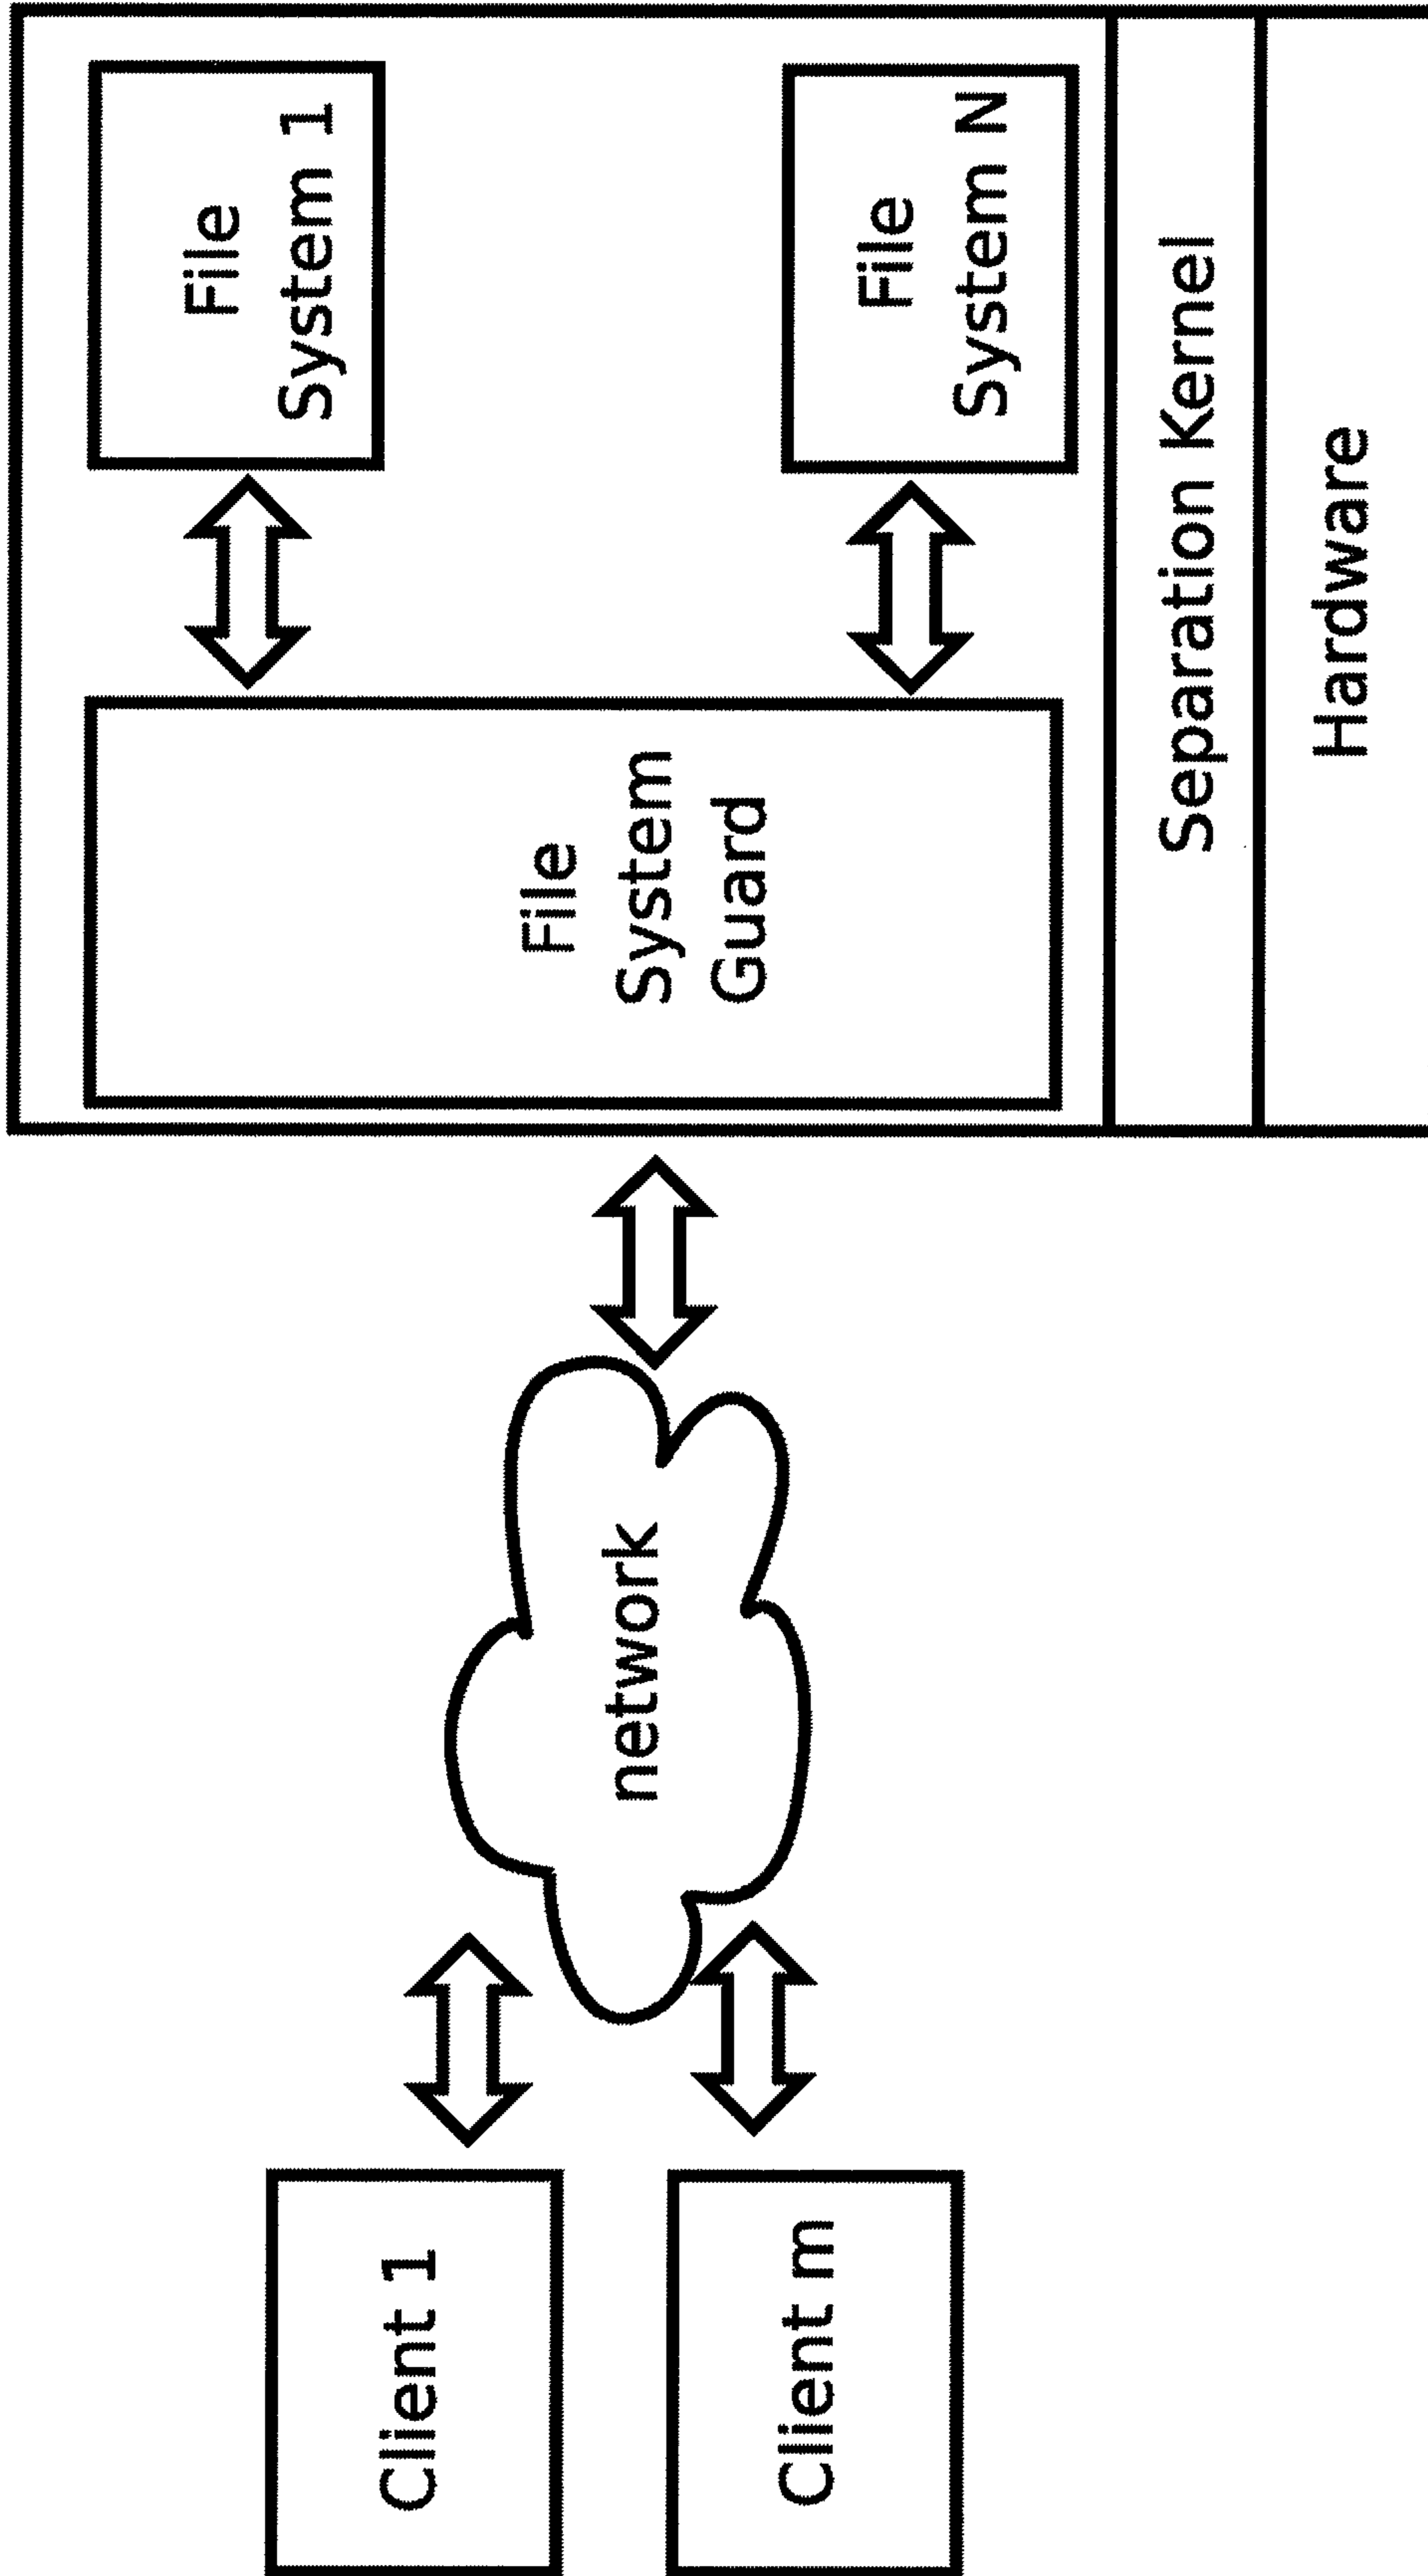 Client 1
Client m
network
File
System
Guard
File
System 1
File
System N
Separation Kernel
Hardware